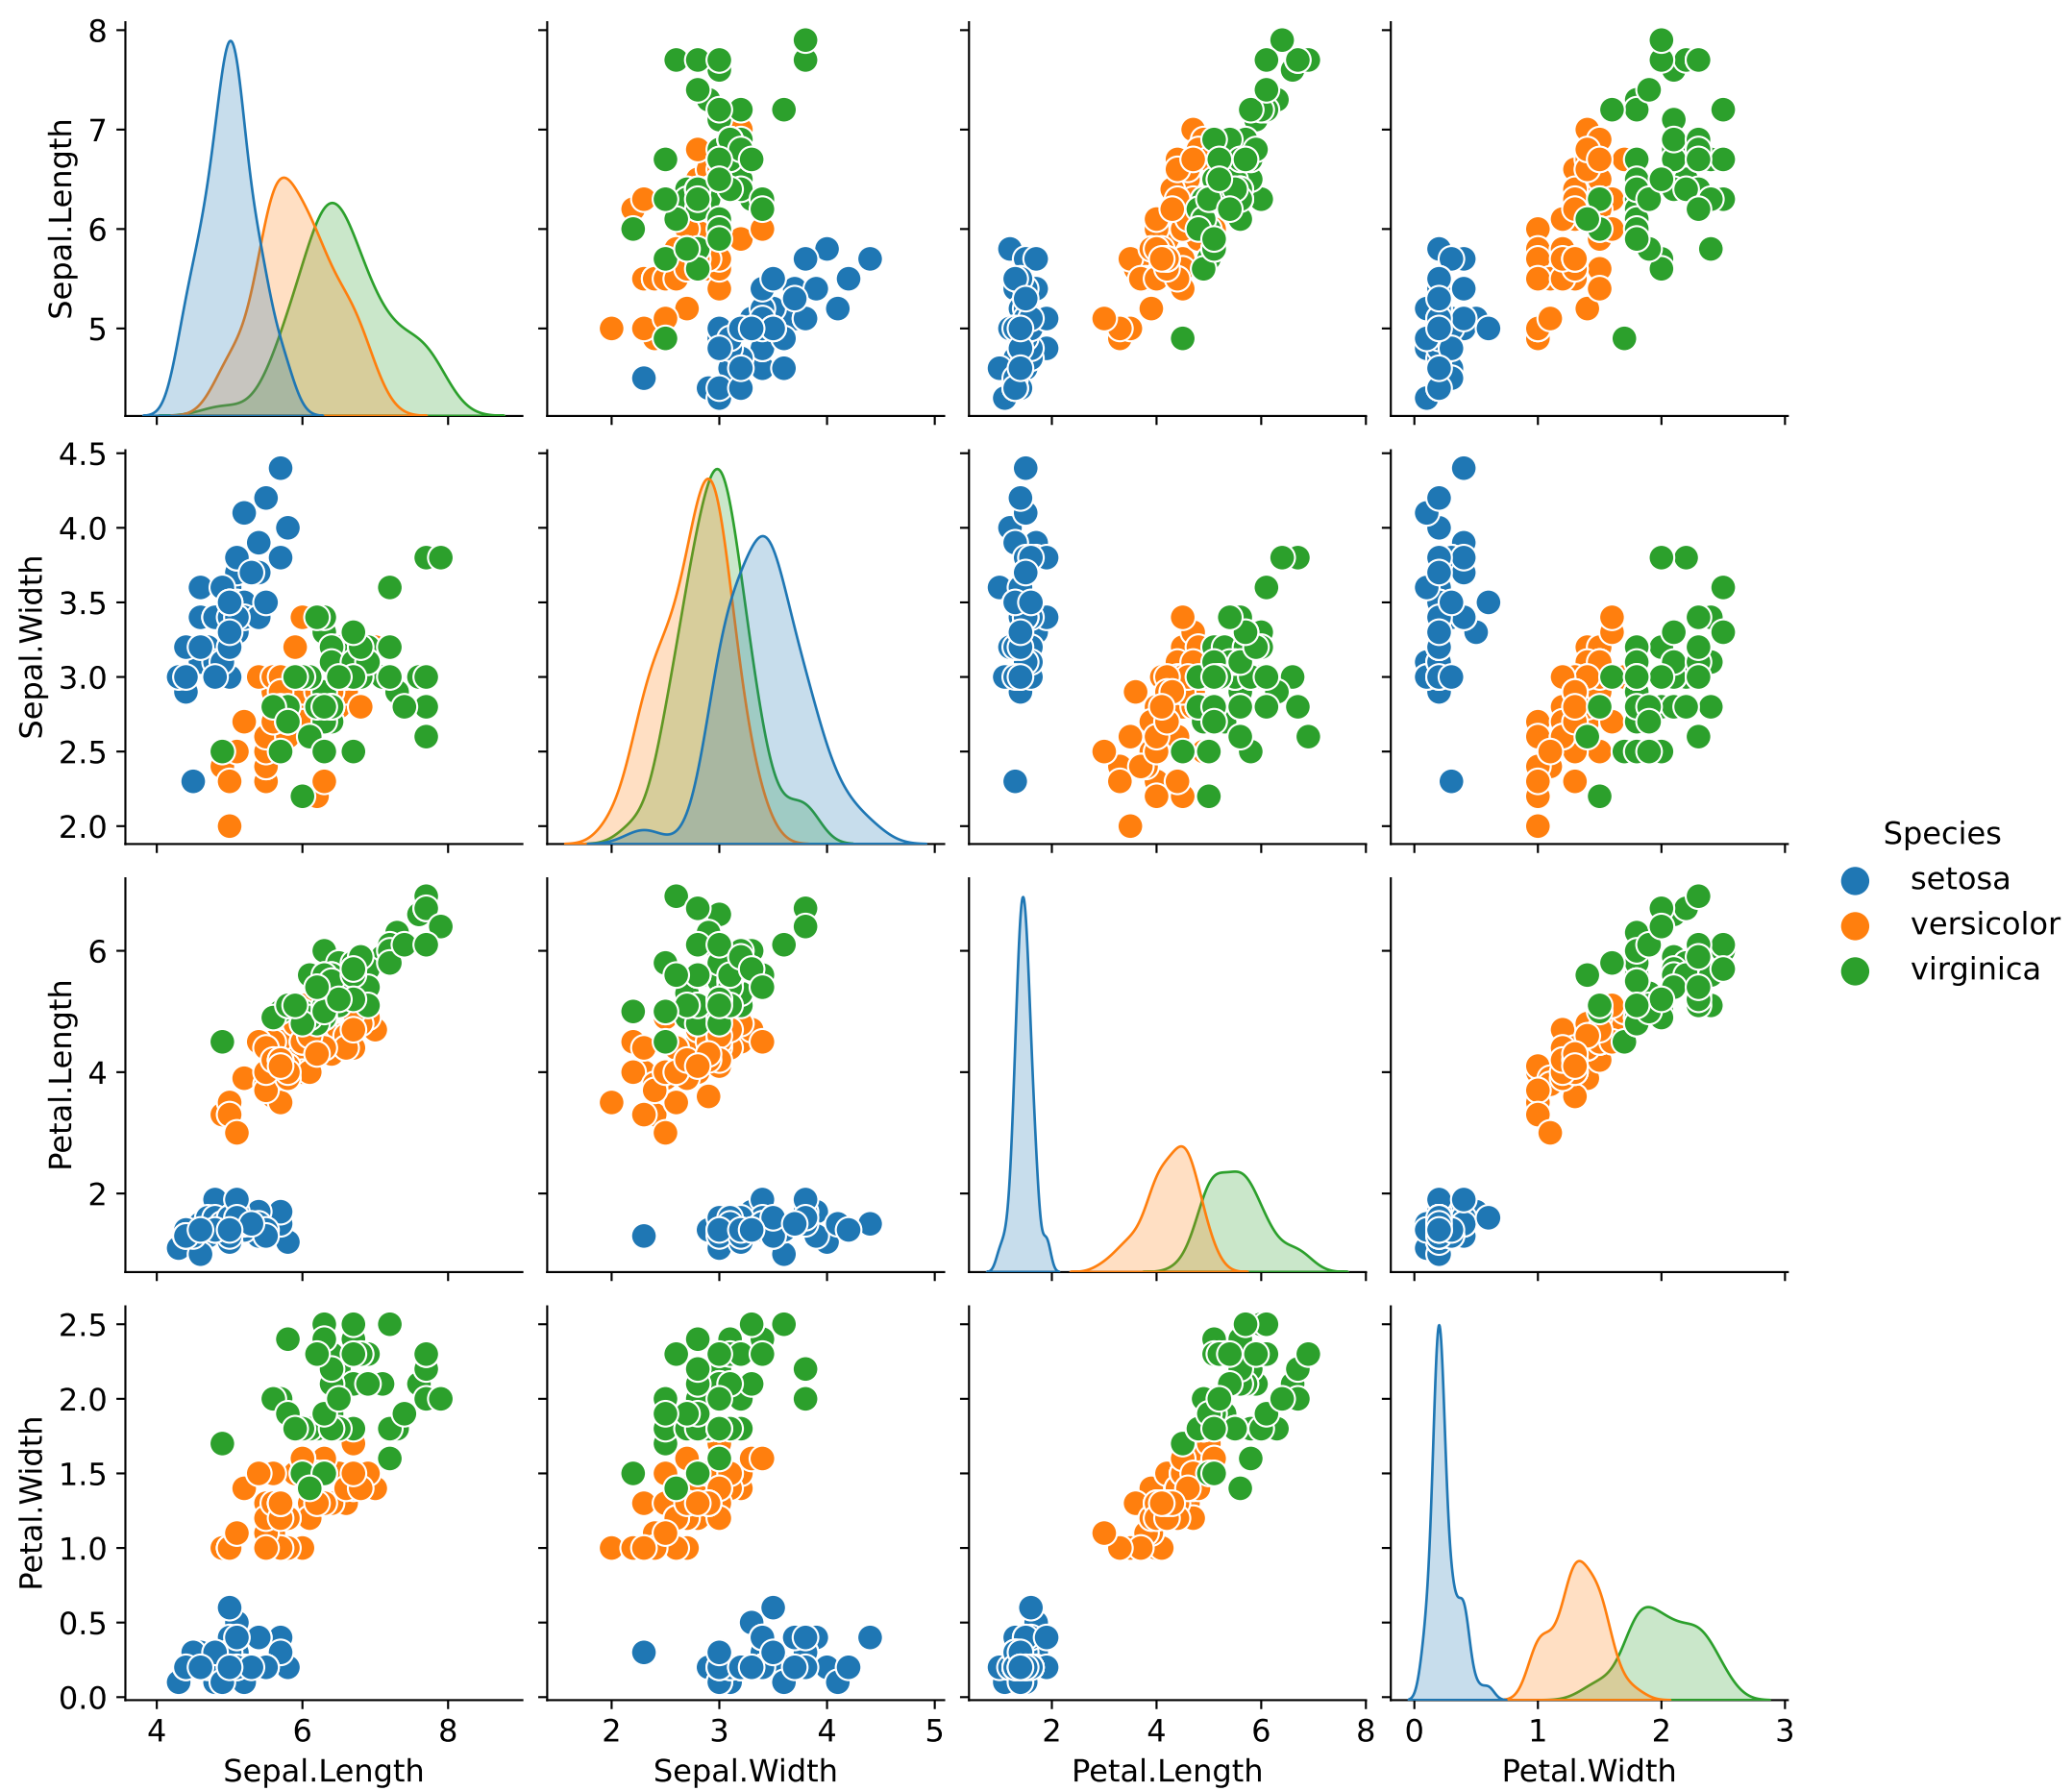 Sepal.Length
8
7
6
5
Sepal.Width
4.5
4.0
3.5
3.0
2.5
2.0
Petal.Length
6
4
2
Petal.Width
2.5
2.0
1.5
1.0
0.5
0.0
4 6 8
2 3 4 5
2 4 6 8
0 1 2 3
Sepal.Length
Sepal.Width
Petal.Length
Petal.Width
Species
setosa
versicolor
virginica